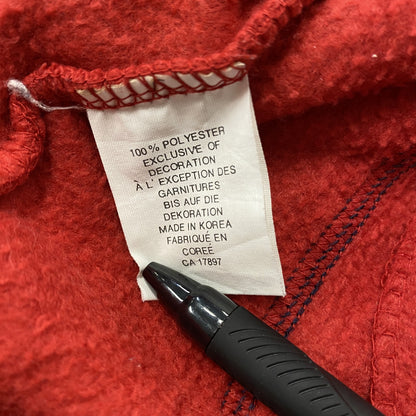 100% POLYESTER
EXCLUSIVE OF
DECORATION
À L' EXCEPTION DES
GARNITURES
BIS AUF DIE
DEKORATION
MADE IN KOREA
FABRIQUÉ EN
CORÉE
CA 17897